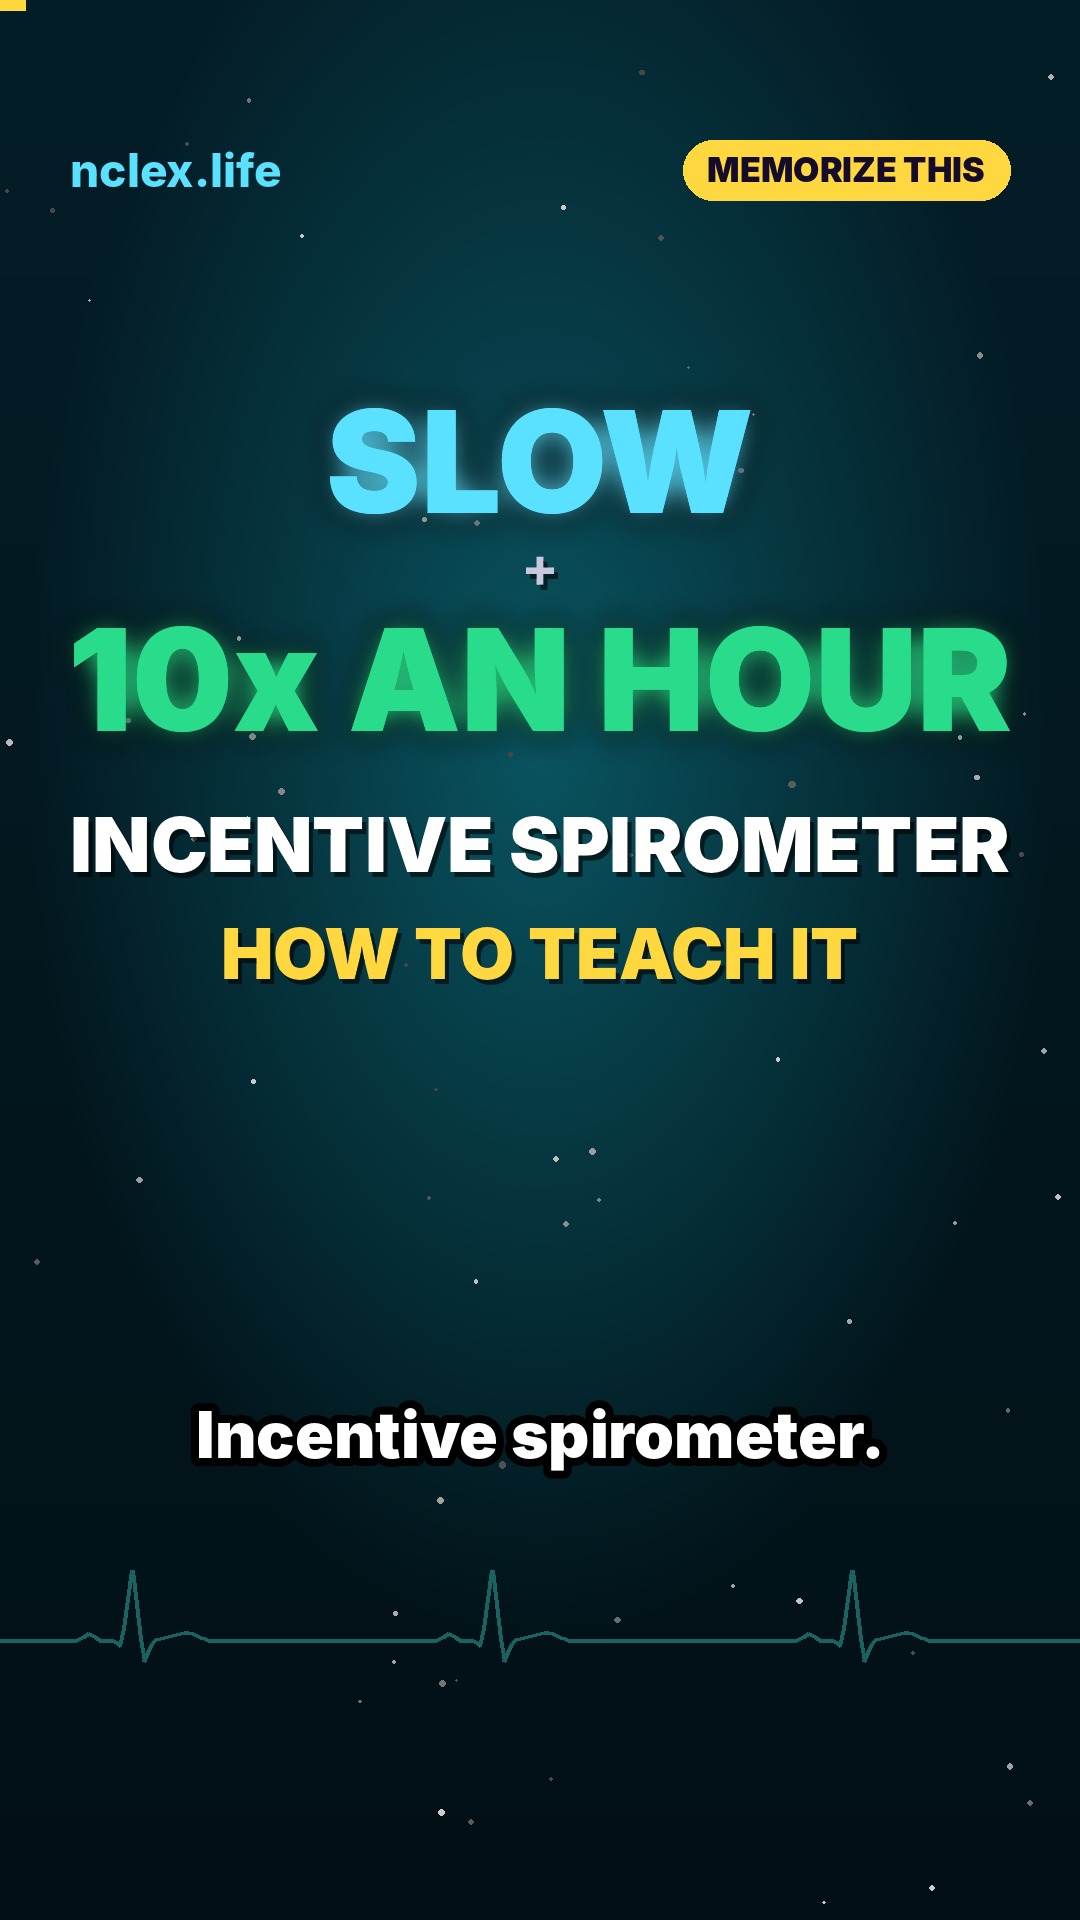 nclex.life
MEMORIZE THIS
SLOW
+
10x AN HOUR
INCENTIVE SPIROMETER
HOW TO TEACH IT
Incentive spirometer.